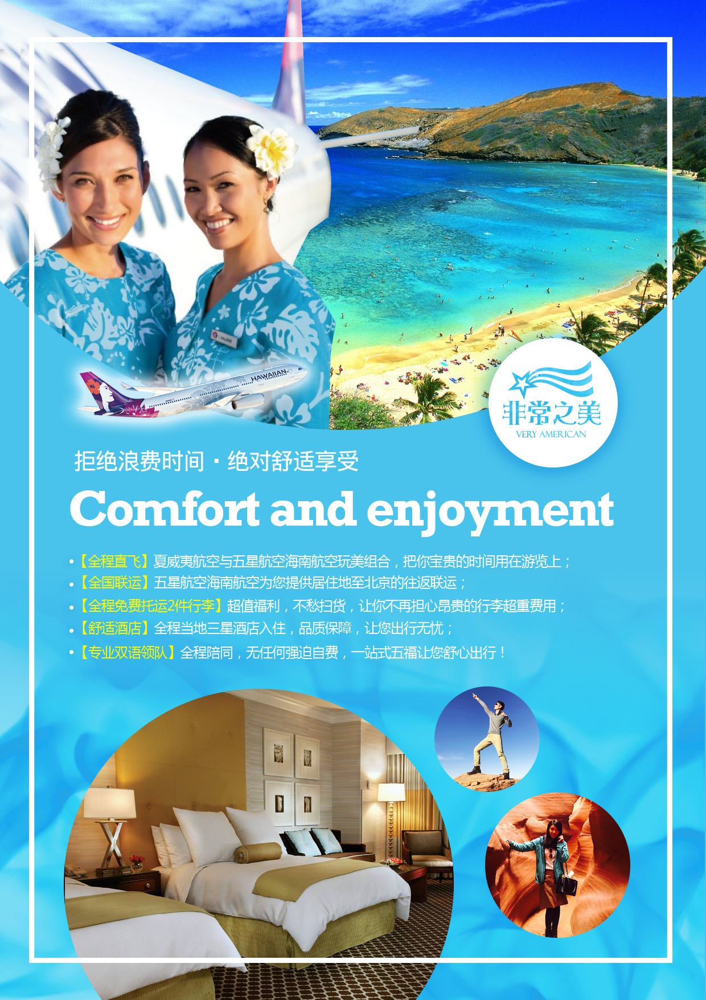 HAWAIIAN
非常之美
VERY AMERICAN
拒绝浪费时间·绝对舒适享受
Comfort and enjoyment
•【全程直飞】夏威夷航空与五星航空海南航空玩美组合，把你宝贵的时间用在游览上；
•【全国联运】五星航空海南航空为您提供居住地至北京的往返联运；
•【全程免费托运2件行李】超值福利，不愁扫货，让你不再担心昂贵的行李超重费用；
•【舒适酒店】全程当地三星酒店入住，品质保障，让您出行无忧；
•【专业双语领队】全程陪同，无任何强迫自费，一站式五福让您舒心出行！